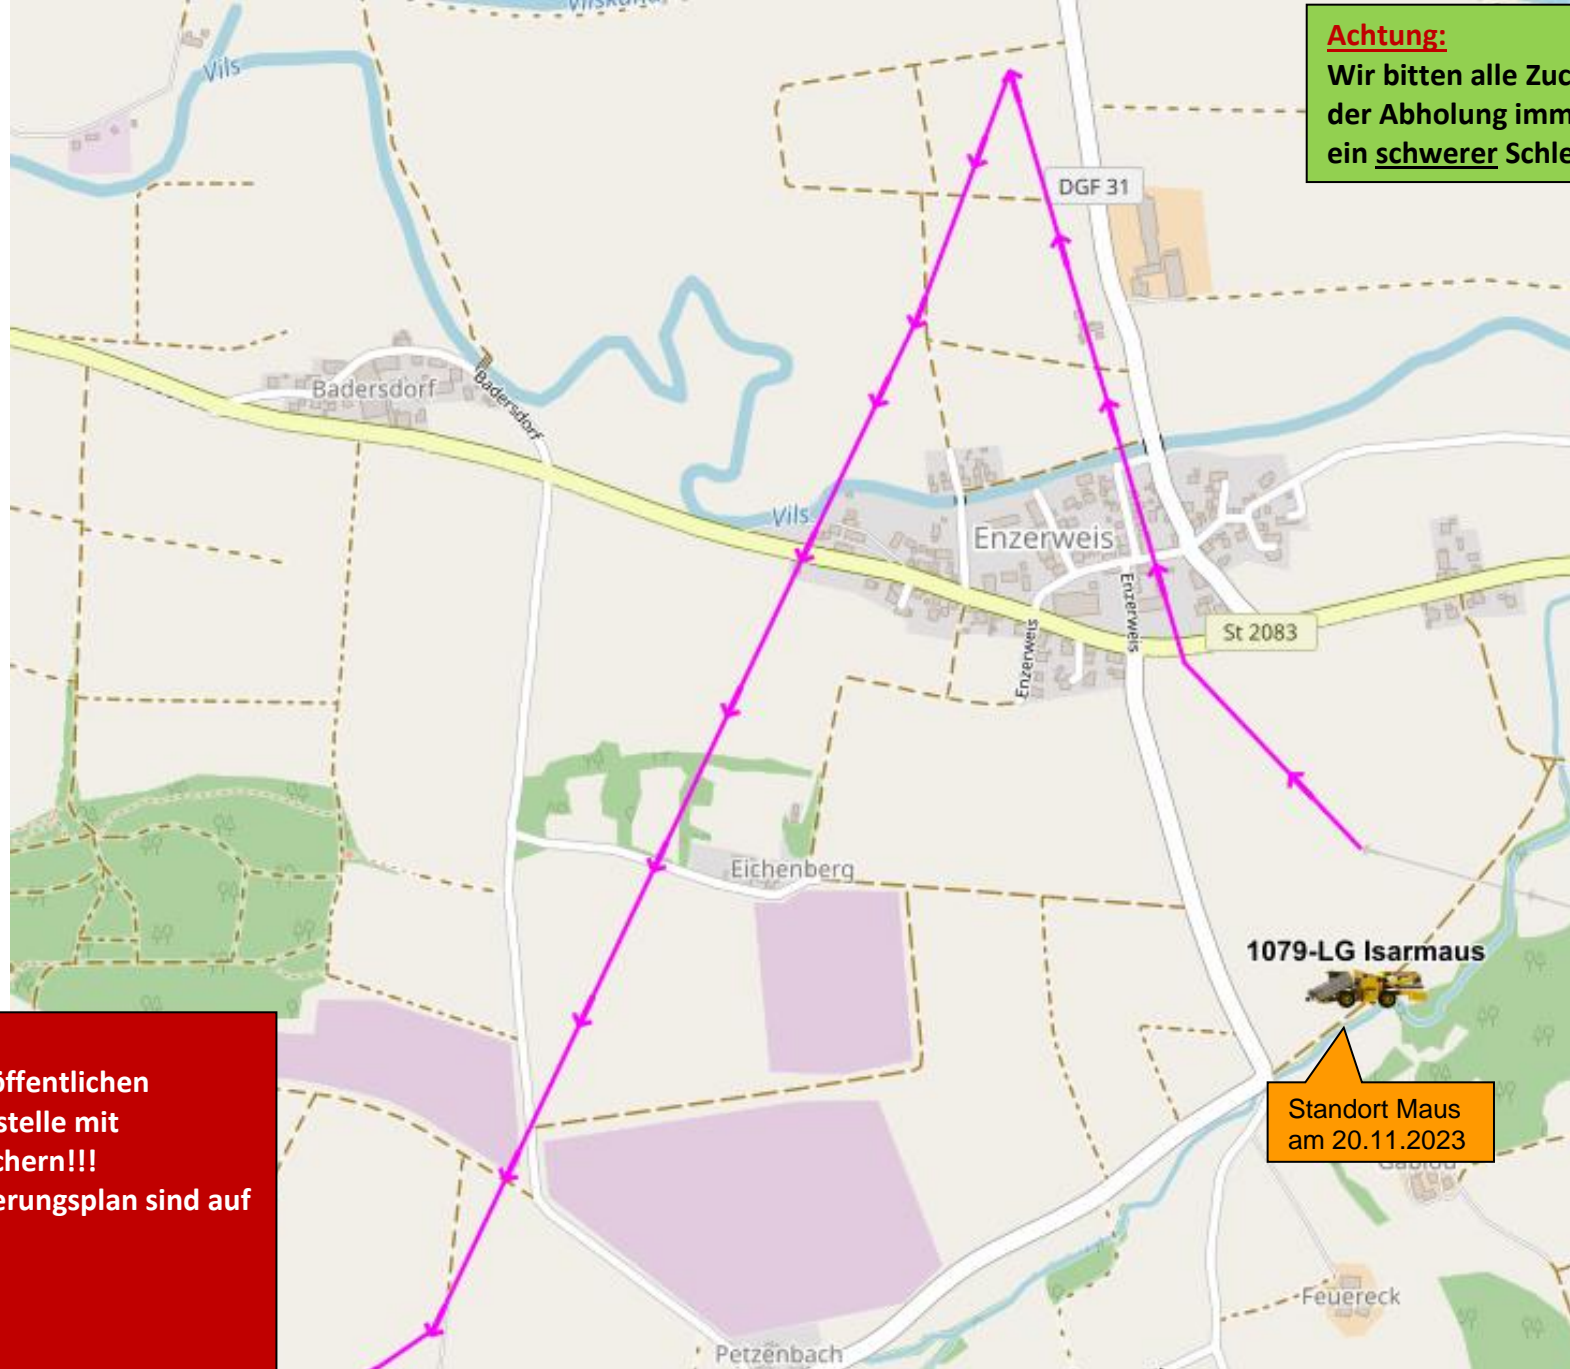 Achtung:
Wir bitten alle Zuc
der Abholung imm
ein schwerer Schle
Vils
DGF 31
Badersdorf
Badersdorf
Vils
Enzerweis
Enzerweis
Enzerweis
St 2083
Eichenberg
1079-LG Isarmaus
Standort Maus
am 20.11.2023
öffentlichen
stelle mit
chern!!!
erungsplan sind auf
Feuereck
Petzenbach